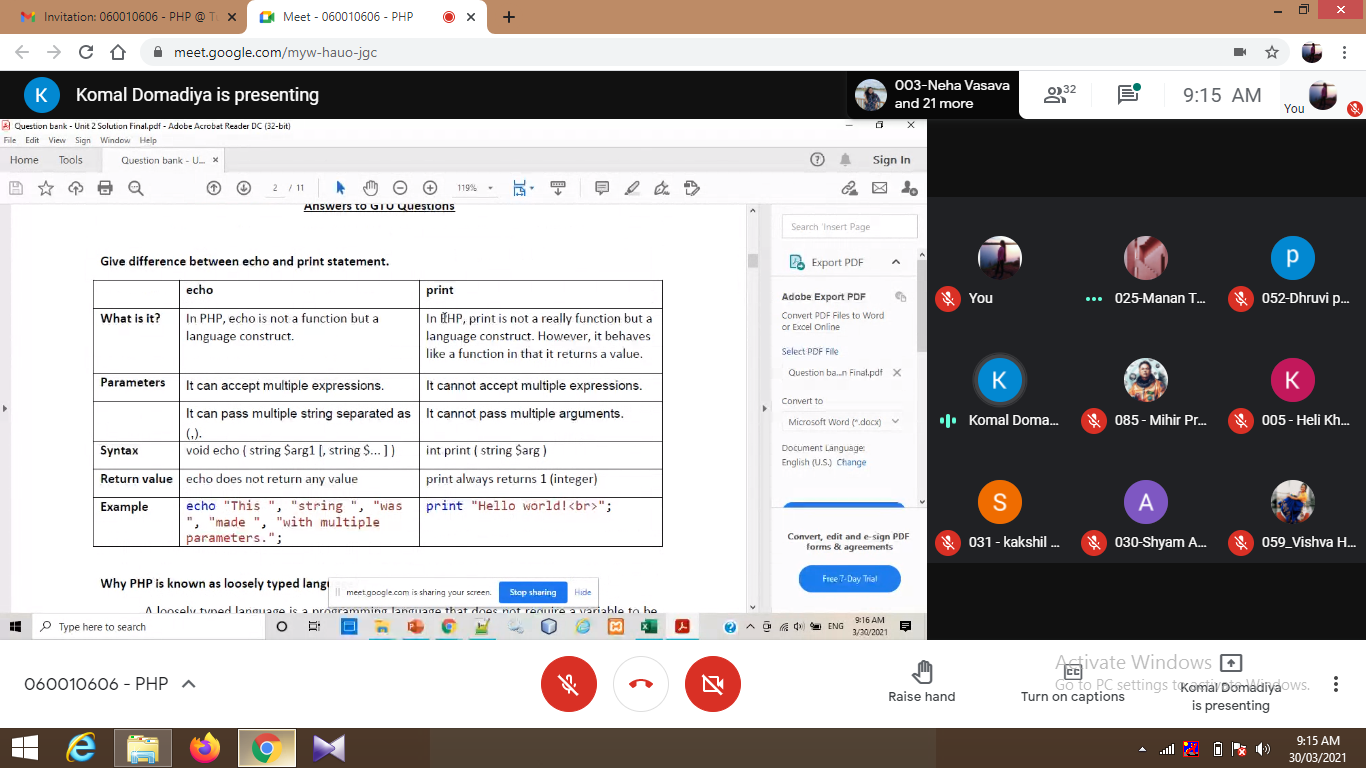 Invitation: 060010606 - PHP @ T
Meet - 060010606 - PHP
meet.google.com/myw-hauo-jgc
K
Komal Domadiya is presenting
003-Neha Vasava
and 21 more
32
9:15 AM
You
Question bank - Unit 2 Solution Final.pdf - Adobe Acrobat Reader DC (32-bit)
File Edit View Sign Window Help
Home Tools Question bank - U... Sign In
2 / 11 119%
Answers to GTU Questions
Give difference between echo and print statement.
echo print
What is it?
In PHP, echo is not a function but a
language construct.
In PHP, print is not a really function but a
language construct. However, it behaves
like a function in that it returns a value.
Parameters
It can accept multiple expressions.
It cannot accept multiple expressions.
It can pass multiple string separated as
(,).
It cannot pass multiple arguments.
Syntax
void echo ( string $arg1 [, string $... ] )
int print ( string $arg )
Return value
echo does not return any value
print always returns 1 (integer)
Example
echo "This ", "string ", "was
", "made ", "with multiple
parameters.";
print "Hello world!<br>";
Why PHP is known as loosely typed lang
A loosely typed language is a programming language that does not require a variable to be
meet.google.com is sharing your screen. Stop sharing Hide
Search 'Insert Page'
Export PDF
Adobe Export PDF
Convert PDF Files to Word
or Excel Online
Select PDF File
Question ba...n Final.pdf
Convert to
Microsoft Word (*.docx)
Document Language:
English (U.S.) Change
Convert, edit and e-sign PDF
forms & agreements
Free 7-Day Trial
Type here to search
ENG
9:16 AM
3/30/2021
You
025-Manan T...
p
052-Dhruvi p...
K
Komal Doma...
085 - Mihir Pr...
K
005 - Heli Kh...
S
031 - kakshil ...
A
030-Shyam A...
059_Vishva H...
060010606 - PHP
Raise hand
Turn on captions
Komal Domadiya
is presenting
Activate Windows
Go to PC settings to activate Windows.
9:15 AM
30/03/2021